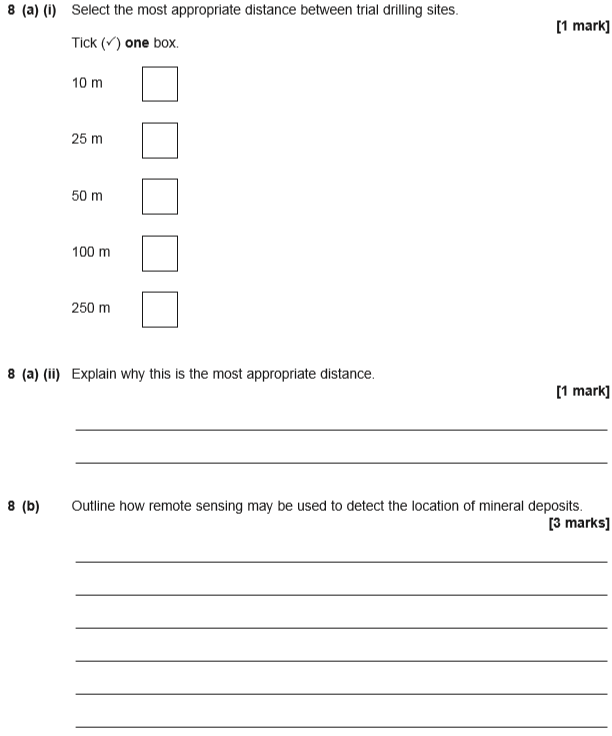 8 (a) (i) Select the most appropriate distance between trial drilling sites.
[1 mark]
Tick (✓) one box.
10 m
25 m
50 m
100 m
250 m
8 (a) (ii) Explain why this is the most appropriate distance.
[1 mark]
8 (b) Outline how remote sensing may be used to detect the location of mineral deposits.
[3 marks]